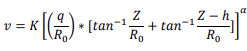 v = K[(q/R₀) * [tan⁻¹ Z/R₀ + tan⁻¹ (Z − h)/R₀]]^α